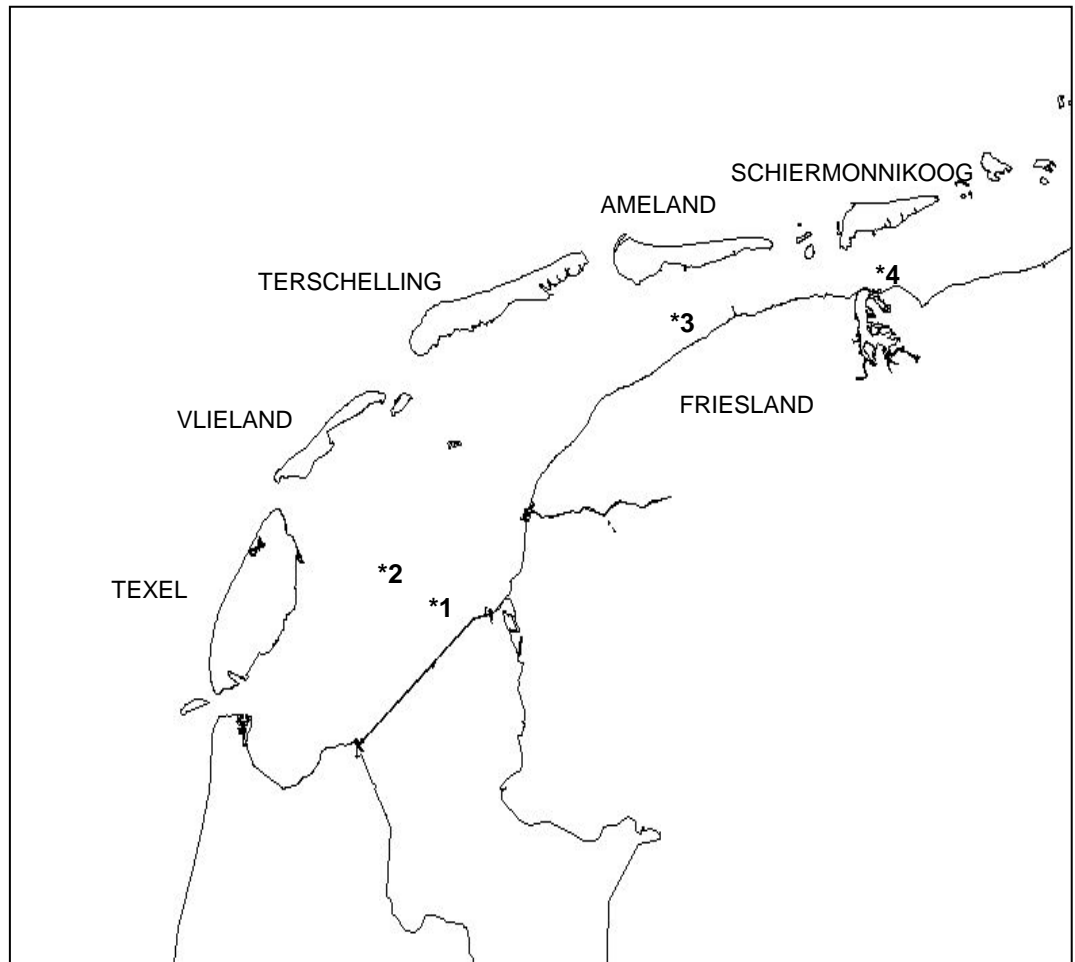 SCHIERMONNIKOOG
AMELAND
TERSCHELLING
*4
*3
FRIESLAND
VLIELAND
*2
TEXEL
*1